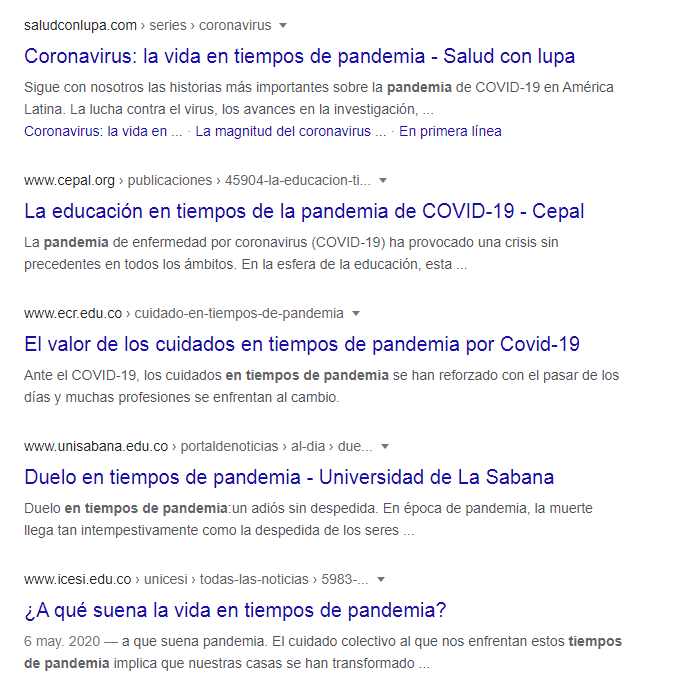 saludconlupa.com › series › coronavirus
Coronavirus: la vida en tiempos de pandemia - Salud con lupa
Sigue con nosotros las historias más importantes sobre la pandemia de COVID-19 en América
Latina. La lucha contra el virus, los avances en la investigación, ...
Coronavirus: la vida en ... · La magnitud del coronavirus ... · En primera línea
www.cepal.org › publicaciones › 45904-la-educacion-ti...
La educación en tiempos de la pandemia de COVID-19 - Cepal
La pandemia de enfermedad por coronavirus (COVID-19) ha provocado una crisis sin
precedentes en todos los ámbitos. En la esfera de la educación, esta ...
www.ecr.edu.co › cuidado-en-tiempos-de-pandemia
El valor de los cuidados en tiempos de pandemia por Covid-19
Ante el COVID-19, los cuidados en tiempos de pandemia se han reforzado con el pasar de los
días y muchas profesiones se enfrentan al cambio.
www.unisabana.edu.co › portaldenoticias › al-dia › due...
Duelo en tiempos de pandemia - Universidad de La Sabana
Duelo en tiempos de pandemia:un adiós sin despedida. En época de pandemia, la muerte
llega tan intempestivamente como la despedida de los seres ...
www.icesi.edu.co › unicesi › todas-las-noticias › 5983-...
¿A qué suena la vida en tiempos de pandemia?
6 may. 2020 — a que suena pandemia. El cuidado colectivo al que nos enfrentan estos tiempos
de pandemia implica que nuestras casas se han transformado ...